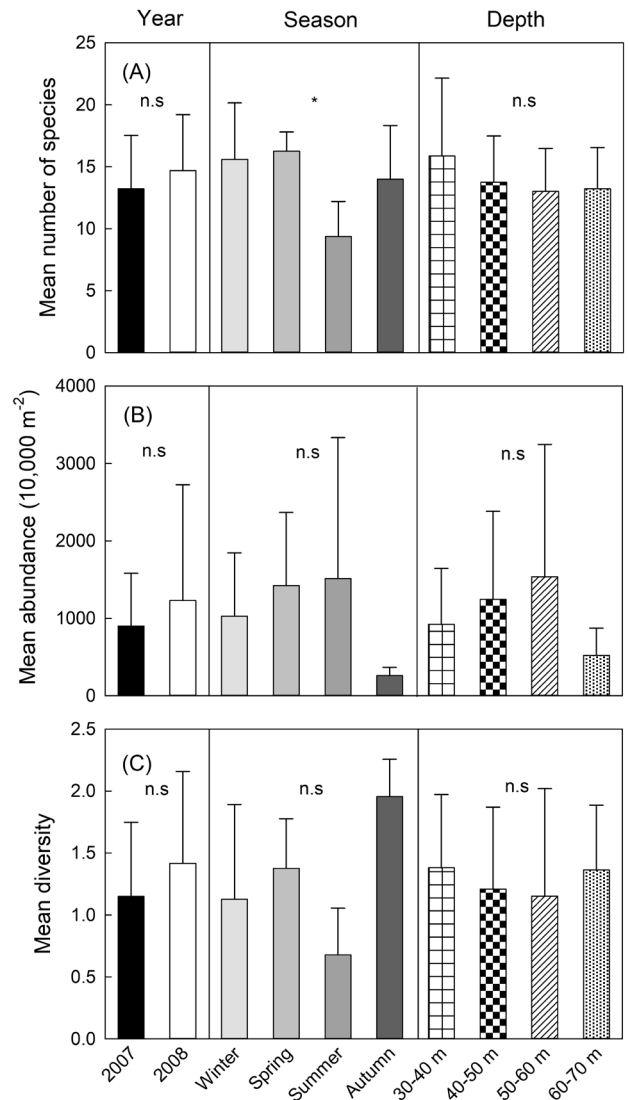 Year Season Depth
25
20
15
10
5
0
Mean number of species
(A)
n.s
*
n.s
4000
3000
2000
1000
0
Mean abundance (10,000 m-2)
(B)
n.s
n.s
n.s
2.5
2.0
1.5
1.0
0.5
0.0
Mean diversity
(C)
n.s
n.s
n.s
2007 2008 Winter Spring Summer Autumn 30-40 m 40-50 m 50-60 m 60-70 m